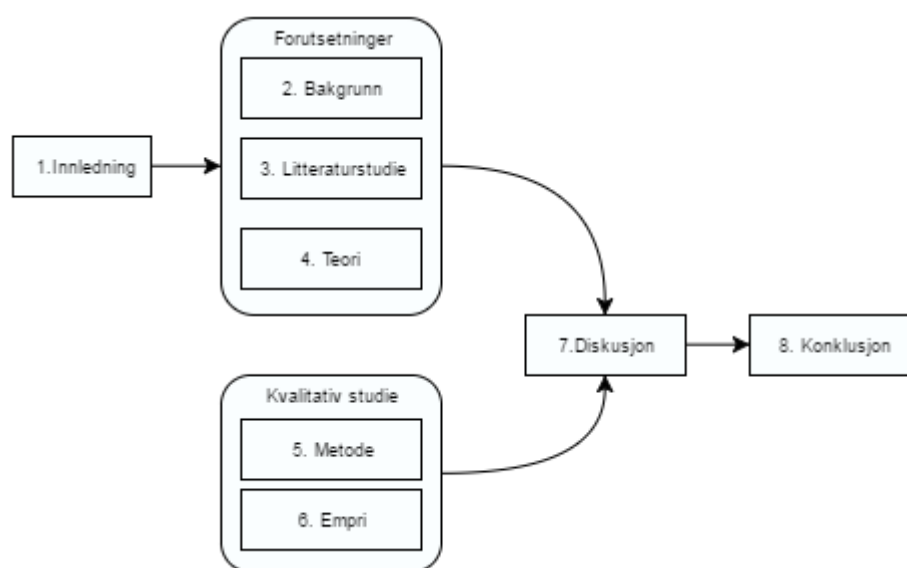 Forutsetninger
2. Bakgrunn
1.Innledning
3. Litteraturstudie
4. Teori
7.Diskusjon
8. Konklusjon
Kvalitativ studie
5. Metode
6. Empri